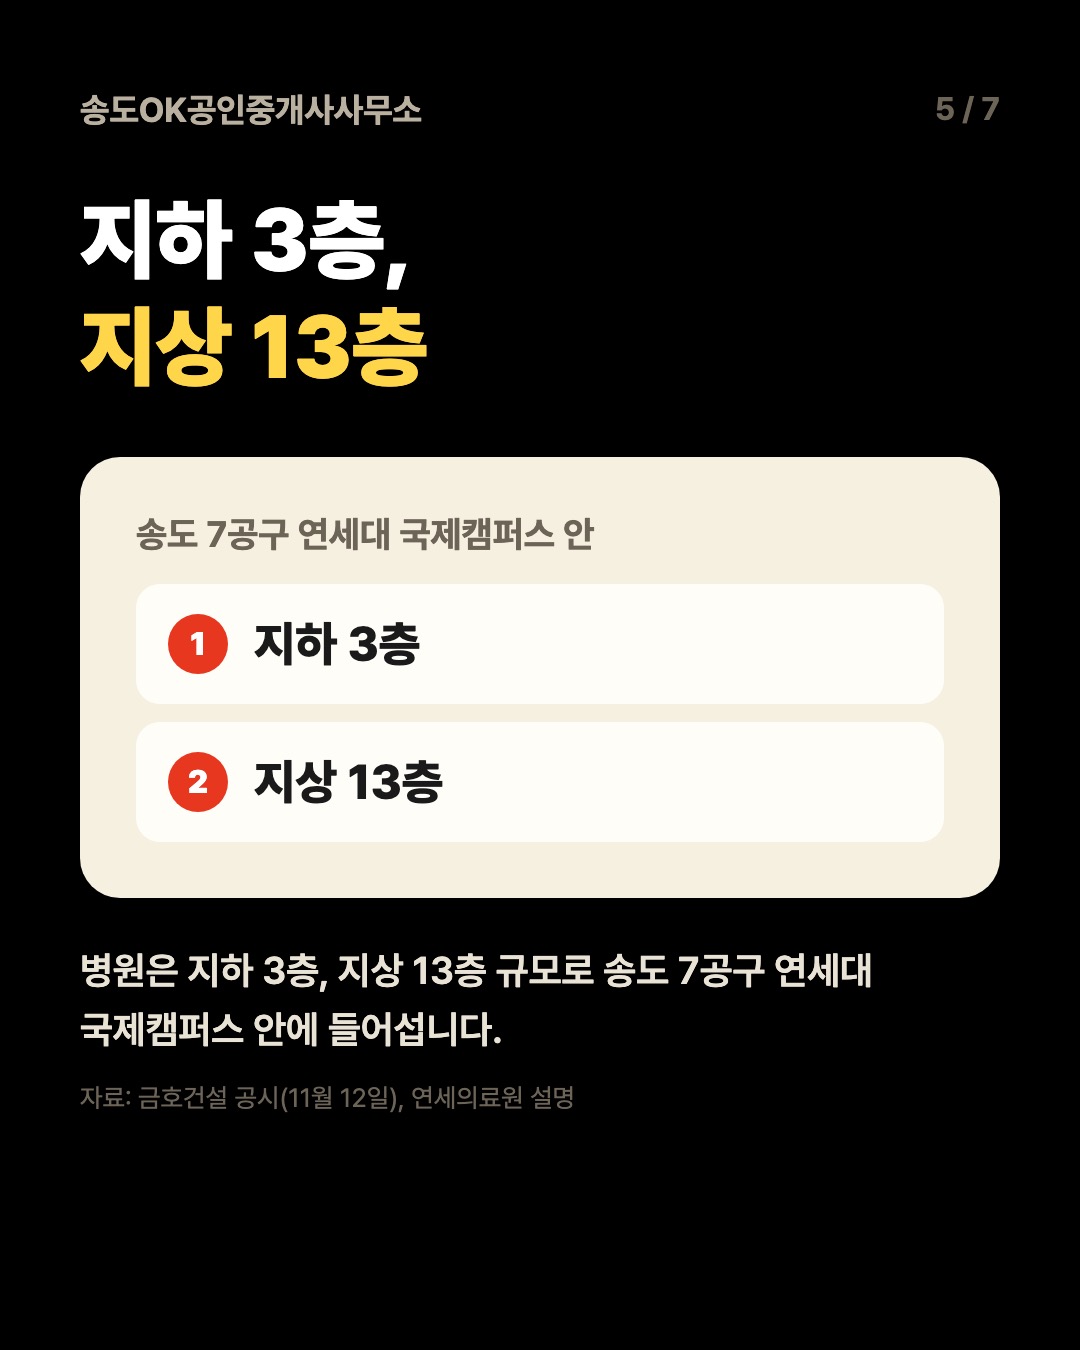 송도OK공인중개사사무소
5 / 7
지하 3층,
지상 13층
송도 7공구 연세대 국제캠퍼스 안
1 지하 3층
2 지상 13층
병원은 지하 3층, 지상 13층 규모로 송도 7공구 연세대
국제캠퍼스 안에 들어섭니다.
자료: 금호건설 공시(11월 12일), 연세의료원 설명